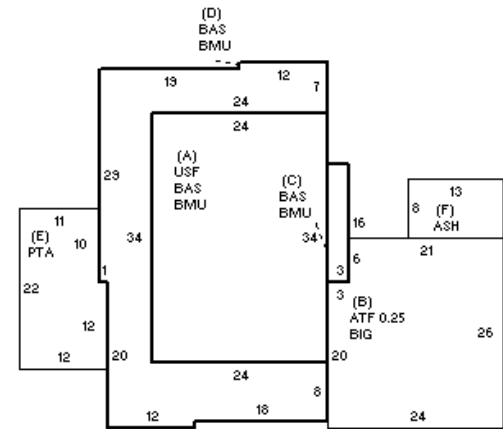 (D)
BAS
BMU
19
12
7
24
24
(A)
USF
BAS
BMU
29
(C)
BAS
BMU
13
8
(F)
ASH
11
(E)
10
PTA
34
34
16
21
6
1
3
22
3
(B)
ATF 0.25
BIG
12
26
12
20
20
24
8
12
18
24